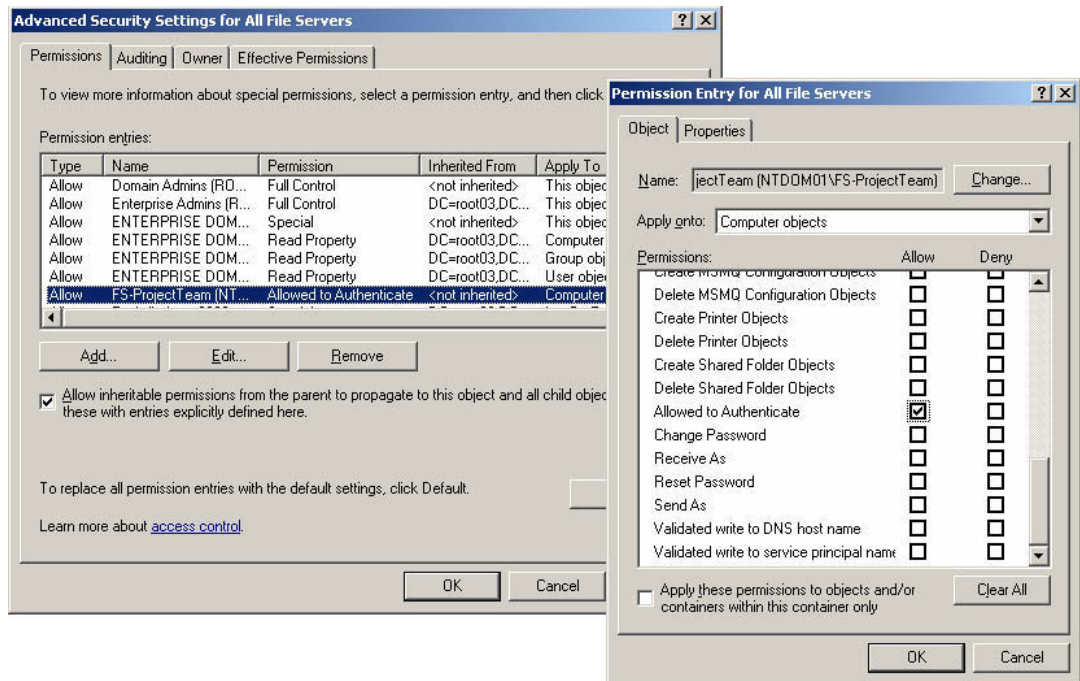 Advanced Security Settings for All File Servers
Permissions Auditing Owner Effective Permissions
To view more information about special permissions, select a permission entry, and then click
Permission entries:
Type Name Permission Inherited From Apply To
Allow Domain Admins (RO... Full Control <not inherited> This objec
Allow Enterprise Admins (R... Full Control DC=root03,DC... This objec
Allow ENTERPRISE DOM... Special <not inherited> This objec
Allow ENTERPRISE DOM... Read Property DC=root03,DC... Computer
Allow ENTERPRISE DOM... Read Property DC=root03,DC... Group obj
Allow ENTERPRISE DOM... Read Property DC=root03,DC... User obje
Allow FS-ProjectTeam (NT... Allowed to Authenticate <not inherited> Computer
Add... Edit... Remove
Allow inheritable permissions from the parent to propagate to this object and all child objec
these with entries explicitly defined here.
To replace all permission entries with the default settings, click Default.
Learn more about access control.
OK Cancel
Permission Entry for All File Servers
Object Properties
Name: jectTeam (NTDOM01\FS-ProjectTeam) Change...
Apply onto: Computer objects
Permissions: Allow Deny
Create MSMQ Configuration Objects
Delete MSMQ Configuration Objects
Create Printer Objects
Delete Printer Objects
Create Shared Folder Objects
Delete Shared Folder Objects
Allowed to Authenticate
Change Password
Receive As
Reset Password
Send As
Validated write to DNS host name
Validated write to service principal name
Apply these permissions to objects and/or
containers within this container only
Clear All
OK Cancel